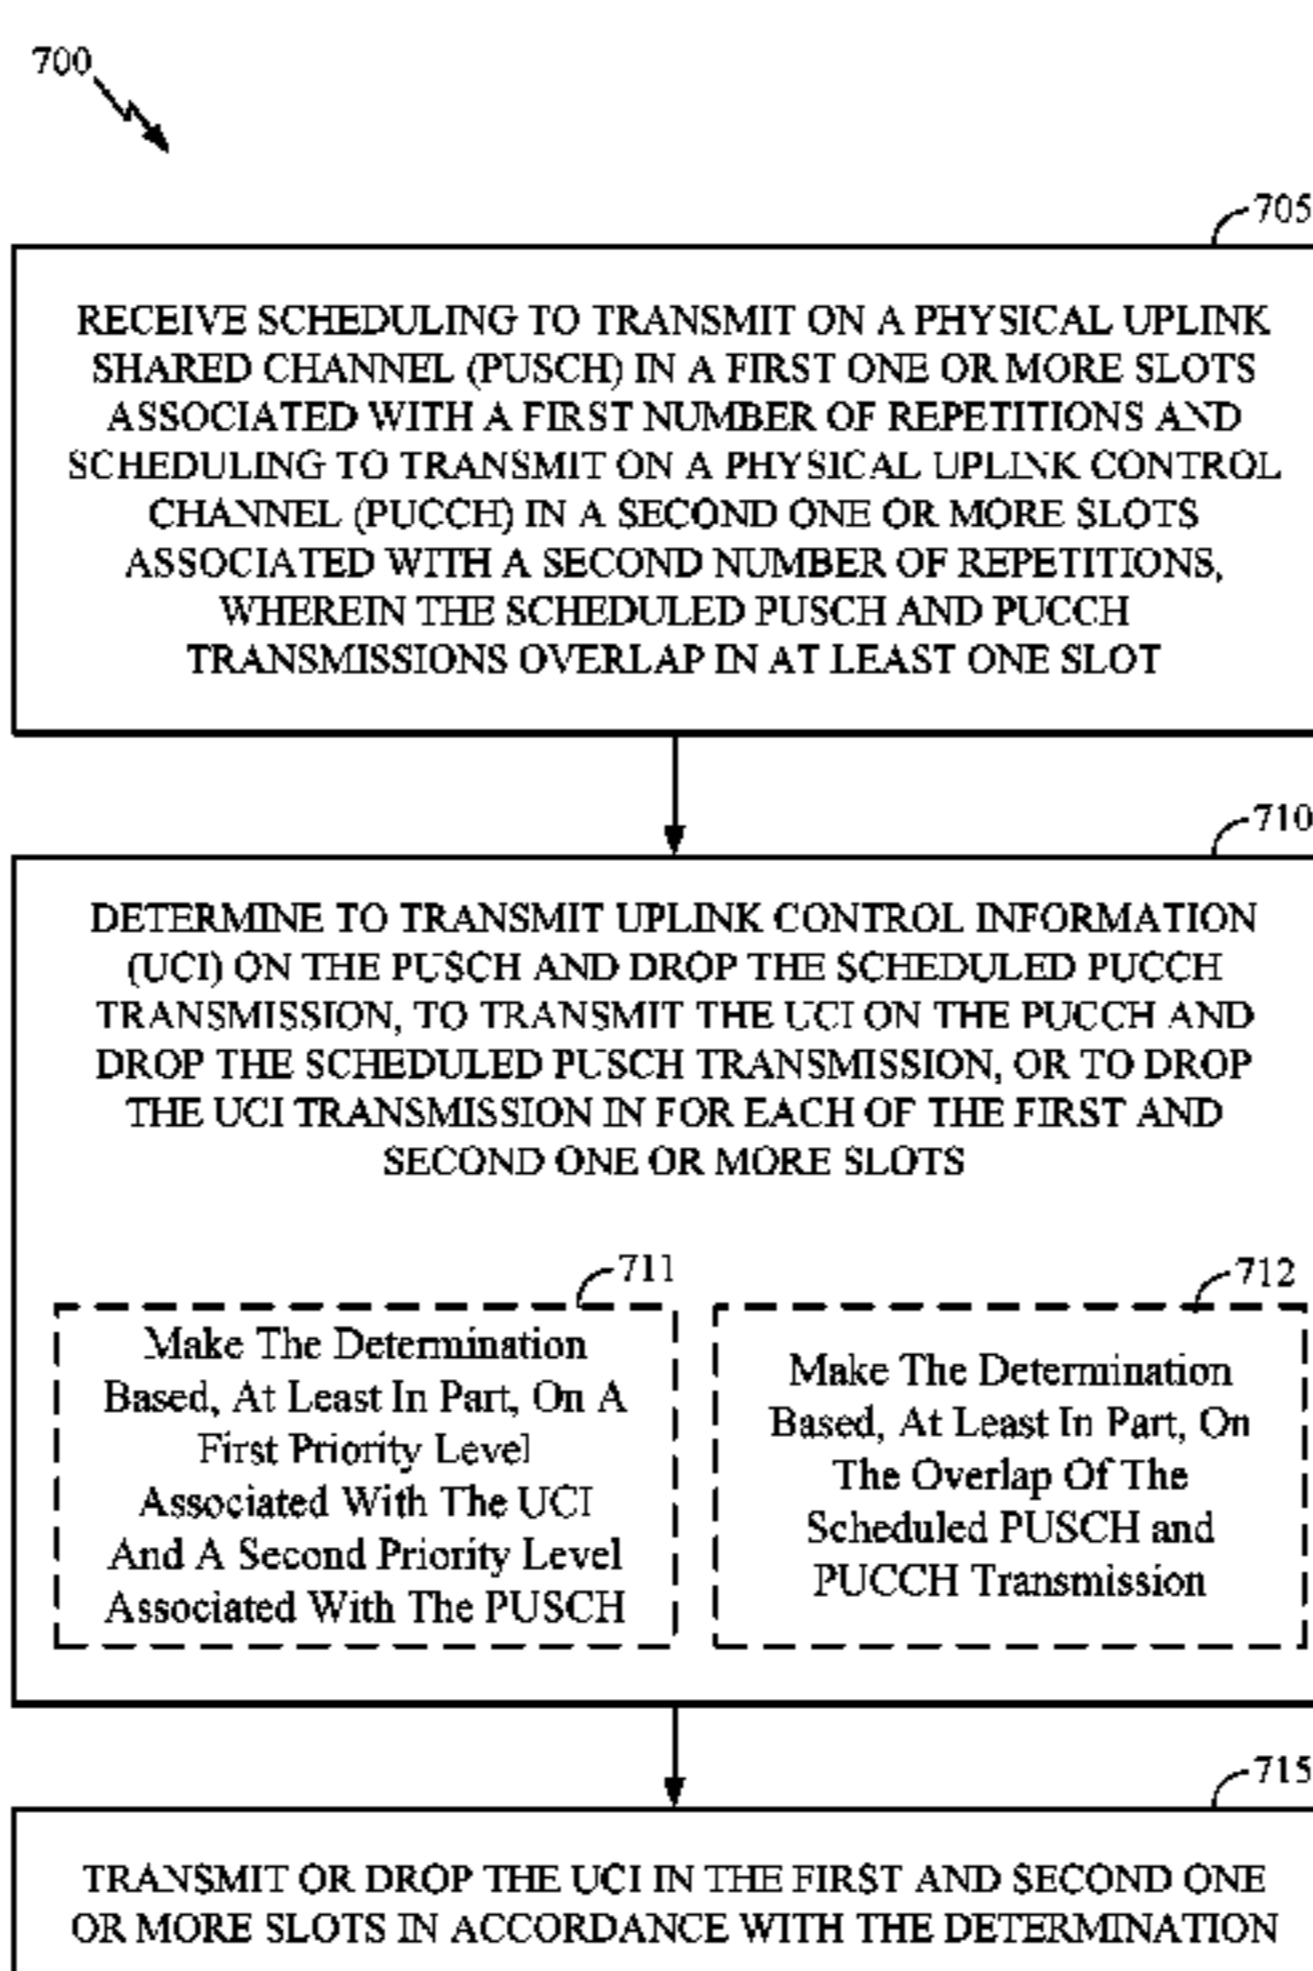 700
705
RECEIVE SCHEDULING TO TRANSMIT ON A PHYSICAL UPLINK
SHARED CHANNEL (PUSCH) IN A FIRST ONE OR MORE SLOTS
ASSOCIATED WITH A FIRST NUMBER OF REPETITIONS AND
SCHEDULING TO TRANSMIT ON A PHYSICAL UPLINK CONTROL
CHANNEL (PUCCH) IN A SECOND ONE OR MORE SLOTS
ASSOCIATED WITH A SECOND NUMBER OF REPETITIONS,
WHEREIN THE SCHEDULED PUSCH AND PUCCH
TRANSMISSIONS OVERLAP IN AT LEAST ONE SLOT
710
DETERMINE TO TRANSMIT UPLINK CONTROL INFORMATION
(UCI) ON THE PUSCH AND DROP THE SCHEDULED PUCCH
TRANSMISSION, TO TRANSMIT THE UCI ON THE PUCCH AND
DROP THE SCHEDULED PUSCH TRANSMISSION, OR TO DROP
THE UCI TRANSMISSION IN FOR EACH OF THE FIRST AND
SECOND ONE OR MORE SLOTS
711
Make The Determination
Based, At Least In Part, On A
First Priority Level
Associated With The UCI
And A Second Priority Level
Associated With The PUSCH
712
Make The Determination
Based, At Least In Part, On
The Overlap Of The
Scheduled PUSCH and
PUCCH Transmission
715
TRANSMIT OR DROP THE UCI IN THE FIRST AND SECOND ONE
OR MORE SLOTS IN ACCORDANCE WITH THE DETERMINATION